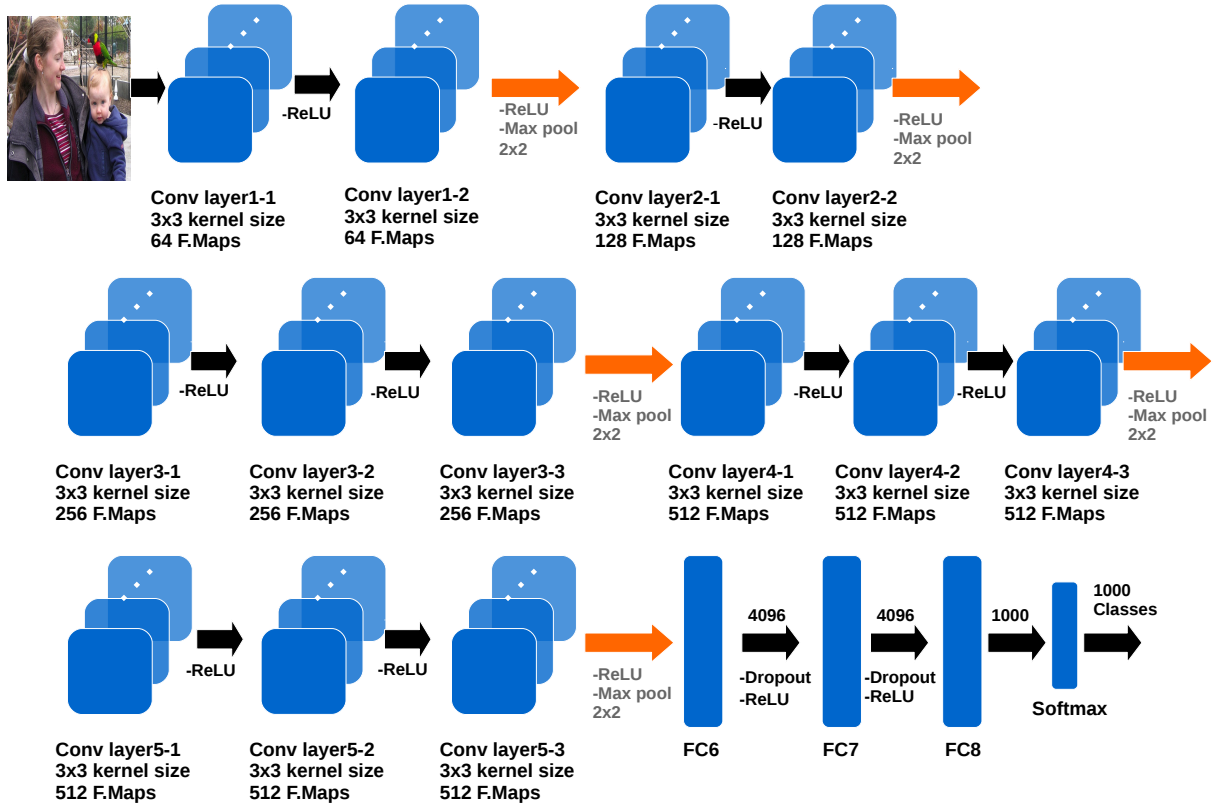 -ReLU
-ReLU
-Max pool
2x2
-ReLU
-ReLU
-Max pool
2x2
Conv layer1-1
3x3 kernel size
64 F.Maps
Conv layer1-2
3x3 kernel size
64 F.Maps
Conv layer2-1
3x3 kernel size
128 F.Maps
Conv layer2-2
3x3 kernel size
128 F.Maps
-ReLU
-ReLU
-ReLU
-Max pool
2x2
-ReLU
-ReLU
-ReLU
-Max pool
2x2
Conv layer3-1
3x3 kernel size
256 F.Maps
Conv layer3-2
3x3 kernel size
256 F.Maps
Conv layer3-3
3x3 kernel size
256 F.Maps
Conv layer4-1
3x3 kernel size
512 F.Maps
Conv layer4-2
3x3 kernel size
512 F.Maps
Conv layer4-3
3x3 kernel size
512 F.Maps
-ReLU
-ReLU
-ReLU
-Max pool
2x2
4096
-Dropout
-ReLU
4096
-Dropout
-ReLU
1000
1000
Classes
Softmax
Conv layer5-1
3x3 kernel size
512 F.Maps
Conv layer5-2
3x3 kernel size
512 F.Maps
Conv layer5-3
3x3 kernel size
512 F.Maps
FC6
FC7
FC8